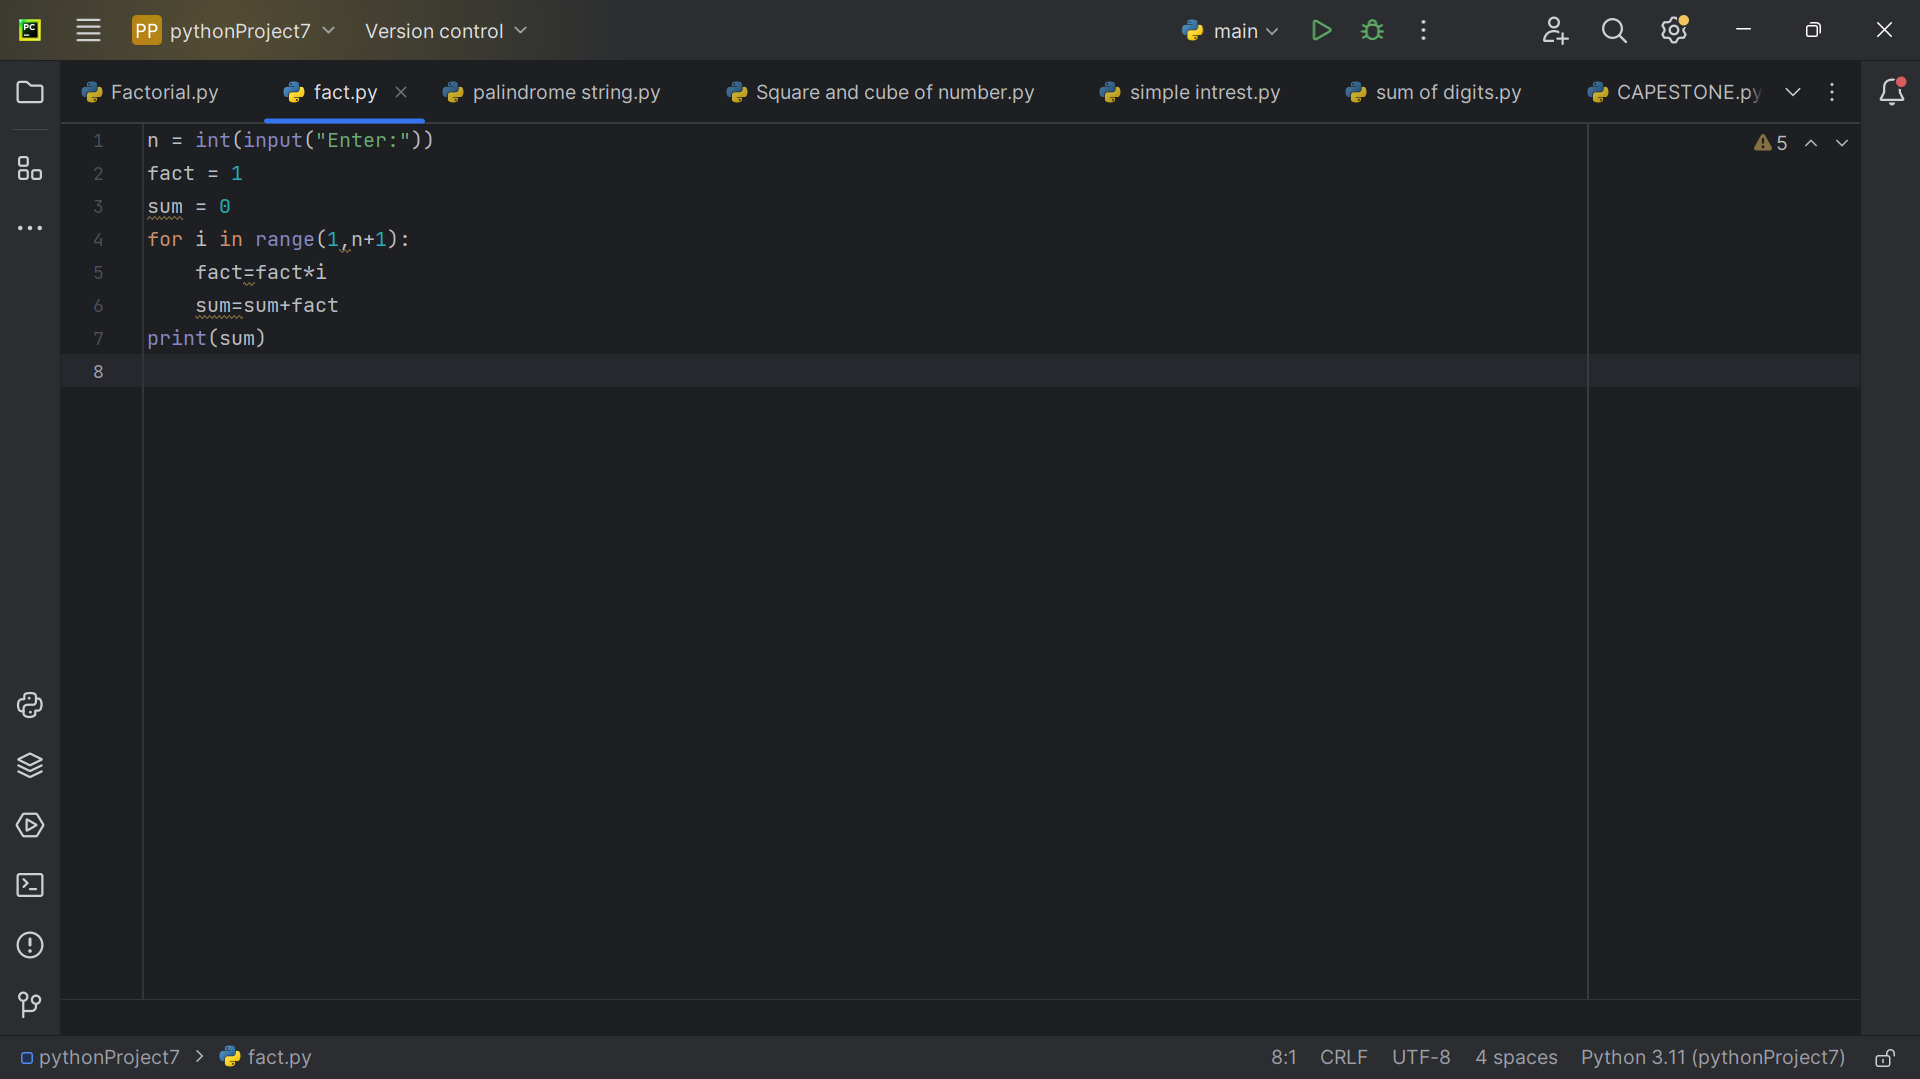 PC
PP pythonProject7 Version control main
Factorial.py fact.py palindrome string.py Square and cube of number.py simple intrest.py sum of digits.py CAPESTONE.py
1 n = int(input("Enter:"))
2 fact = 1
3 sum = 0
4 for i in range(1,n+1):
5 fact=fact*i
6 sum=sum+fact
7 print(sum)
8
5
pythonProject7 > fact.py 8:1 CRLF UTF-8 4 spaces Python 3.11 (pythonProject7)